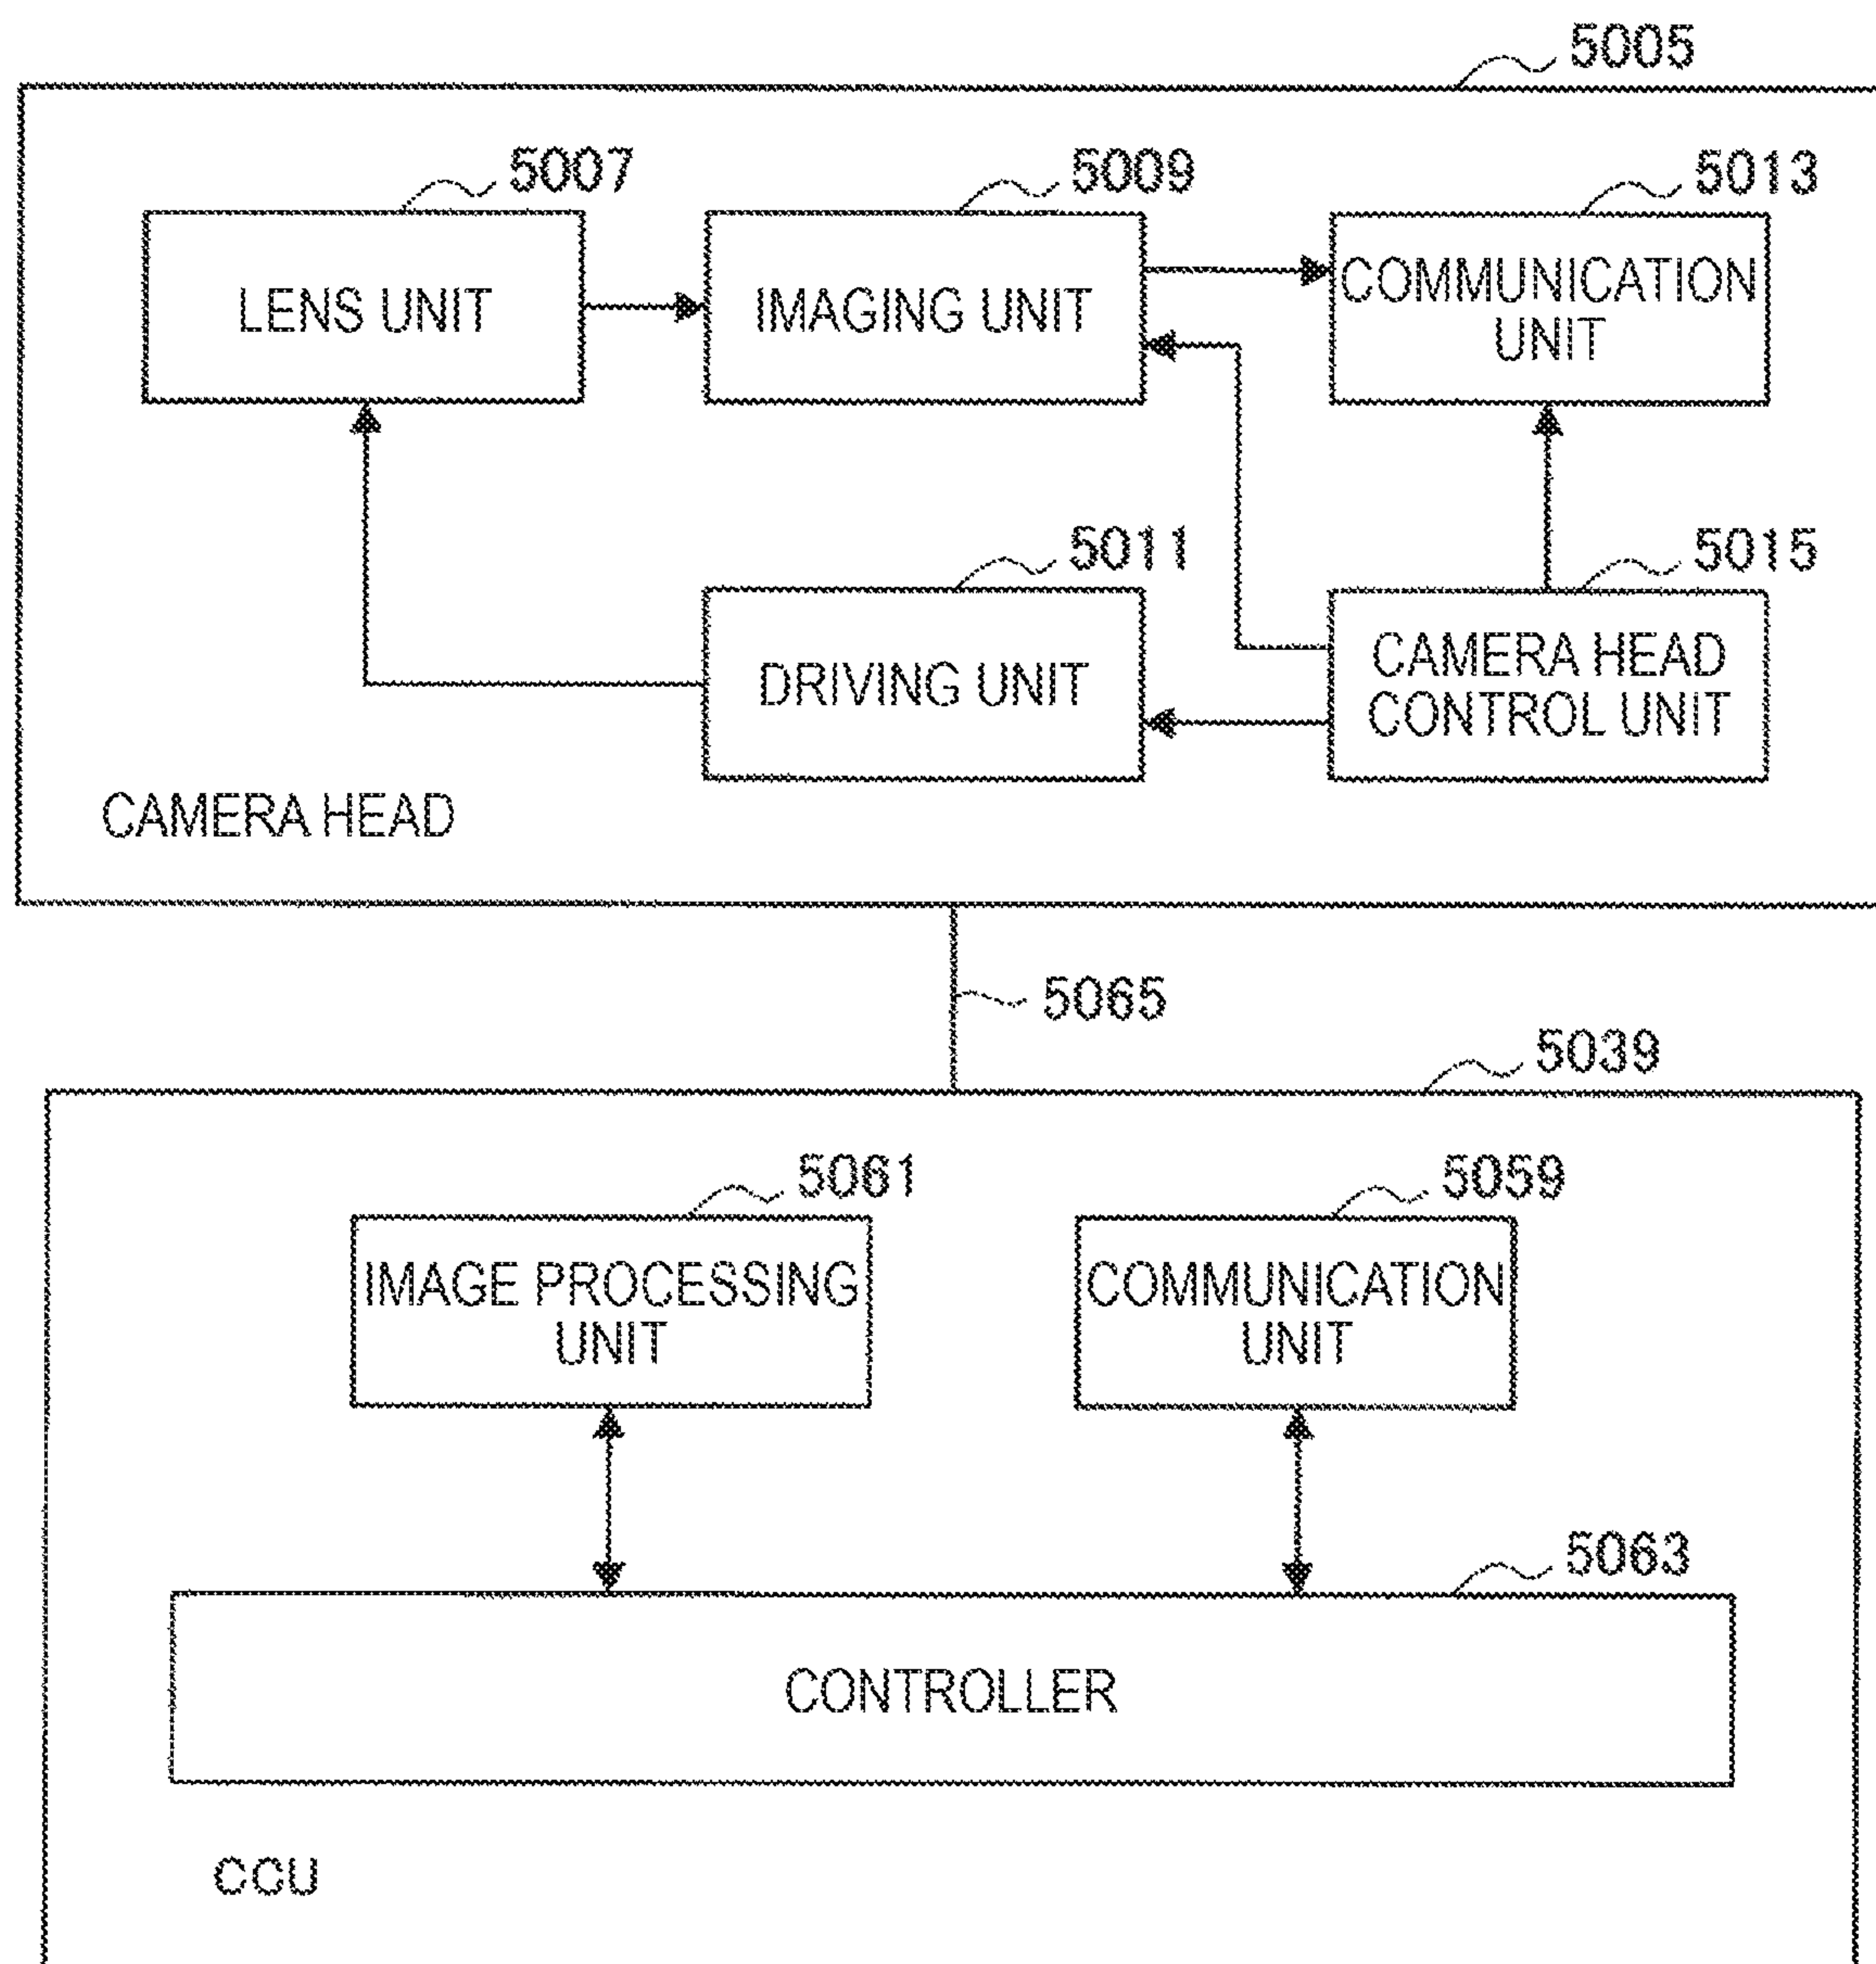 5005
5007
5009
5013
LENS UNIT
IMAGING UNIT
COMMUNICATION
UNIT
5011
5015
DRIVING UNIT
CAMERA HEAD
CONTROL UNIT
CAMERA HEAD
5065
5039
5061
5059
IMAGE PROCESSING
UNIT
COMMUNICATION
UNIT
5063
CONTROLLER
CCU